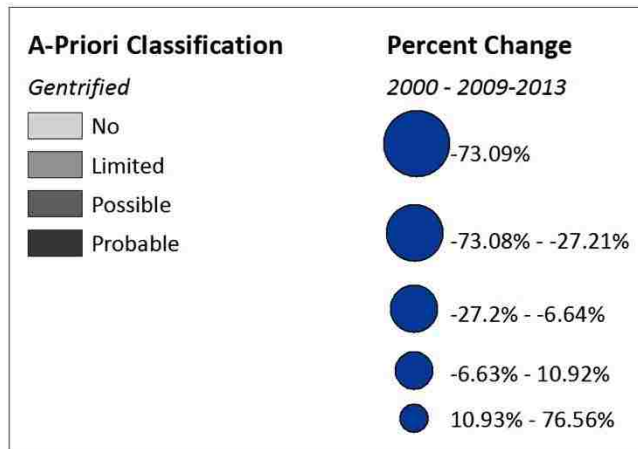 A-Priori Classification
Gentrified
No
Limited
Possible
Probable
Percent Change
2000 - 2009-2013
-73.09%
-73.08% - -27.21%
-27.2% - -6.64%
-6.63% - 10.92%
10.93% - 76.56%